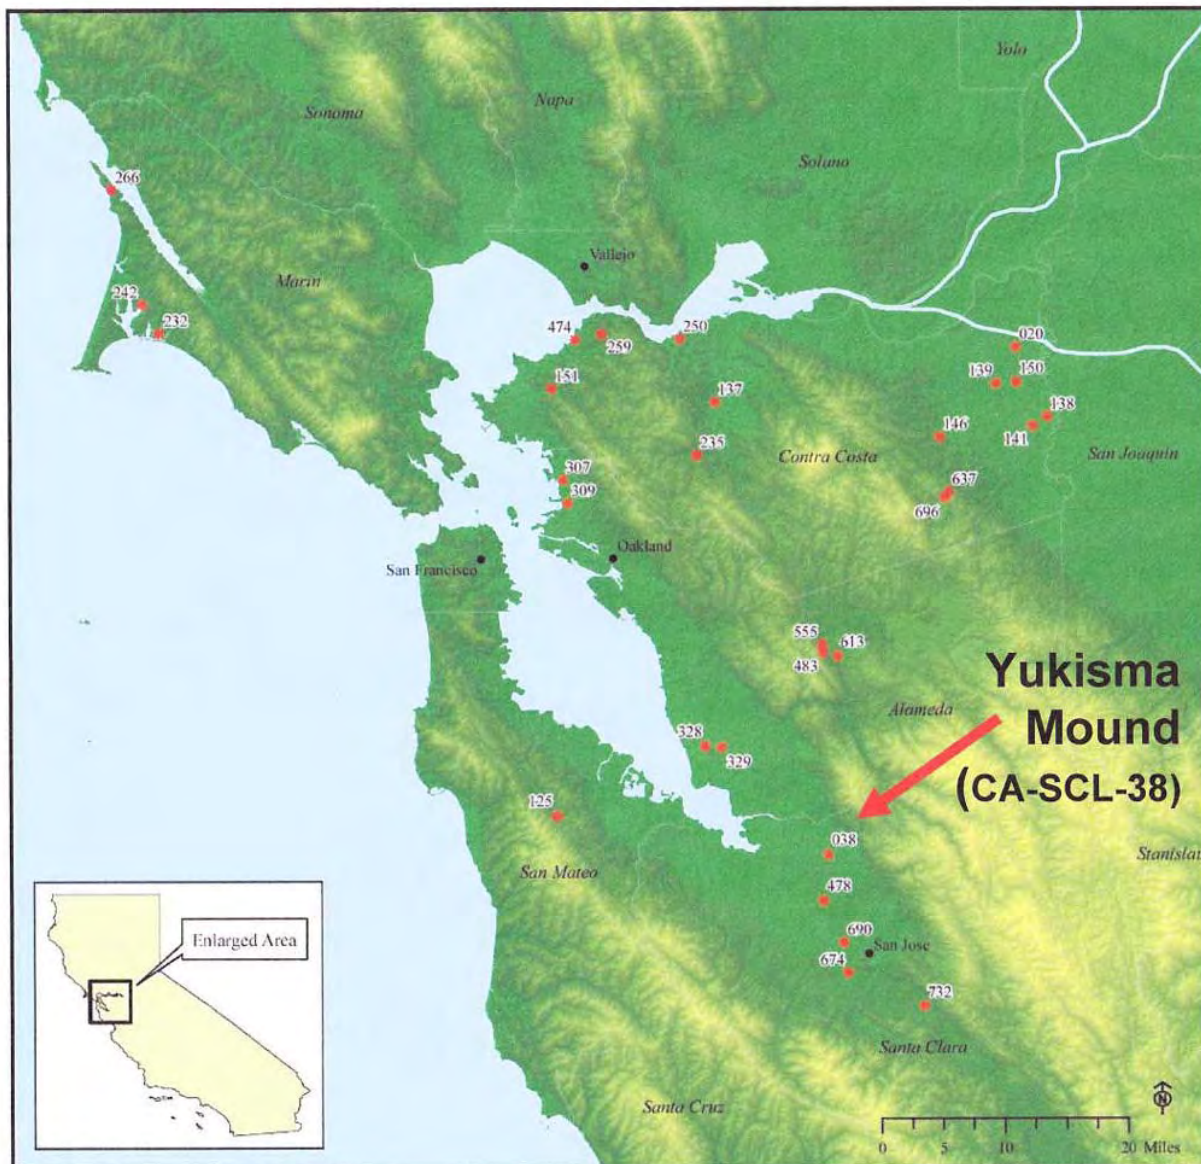 Yolo
Napa
Sonoma
Solano
266
Vallejo
Marin
242
232
474
259
250
020
151
139
150
137
138
146
141
235
Contra Costa
San Joaquin
307
637
309
696
Oakland
San Francisco
555
613
483
Yukisma
Mound
(CA-SCL-38)
Alameda
328
329
125
038
Stanislau
San Mateo
478
Enlarged Area
690
San Jose
674
732
Santa Clara
Santa Cruz
N
0 5 10 20 Miles